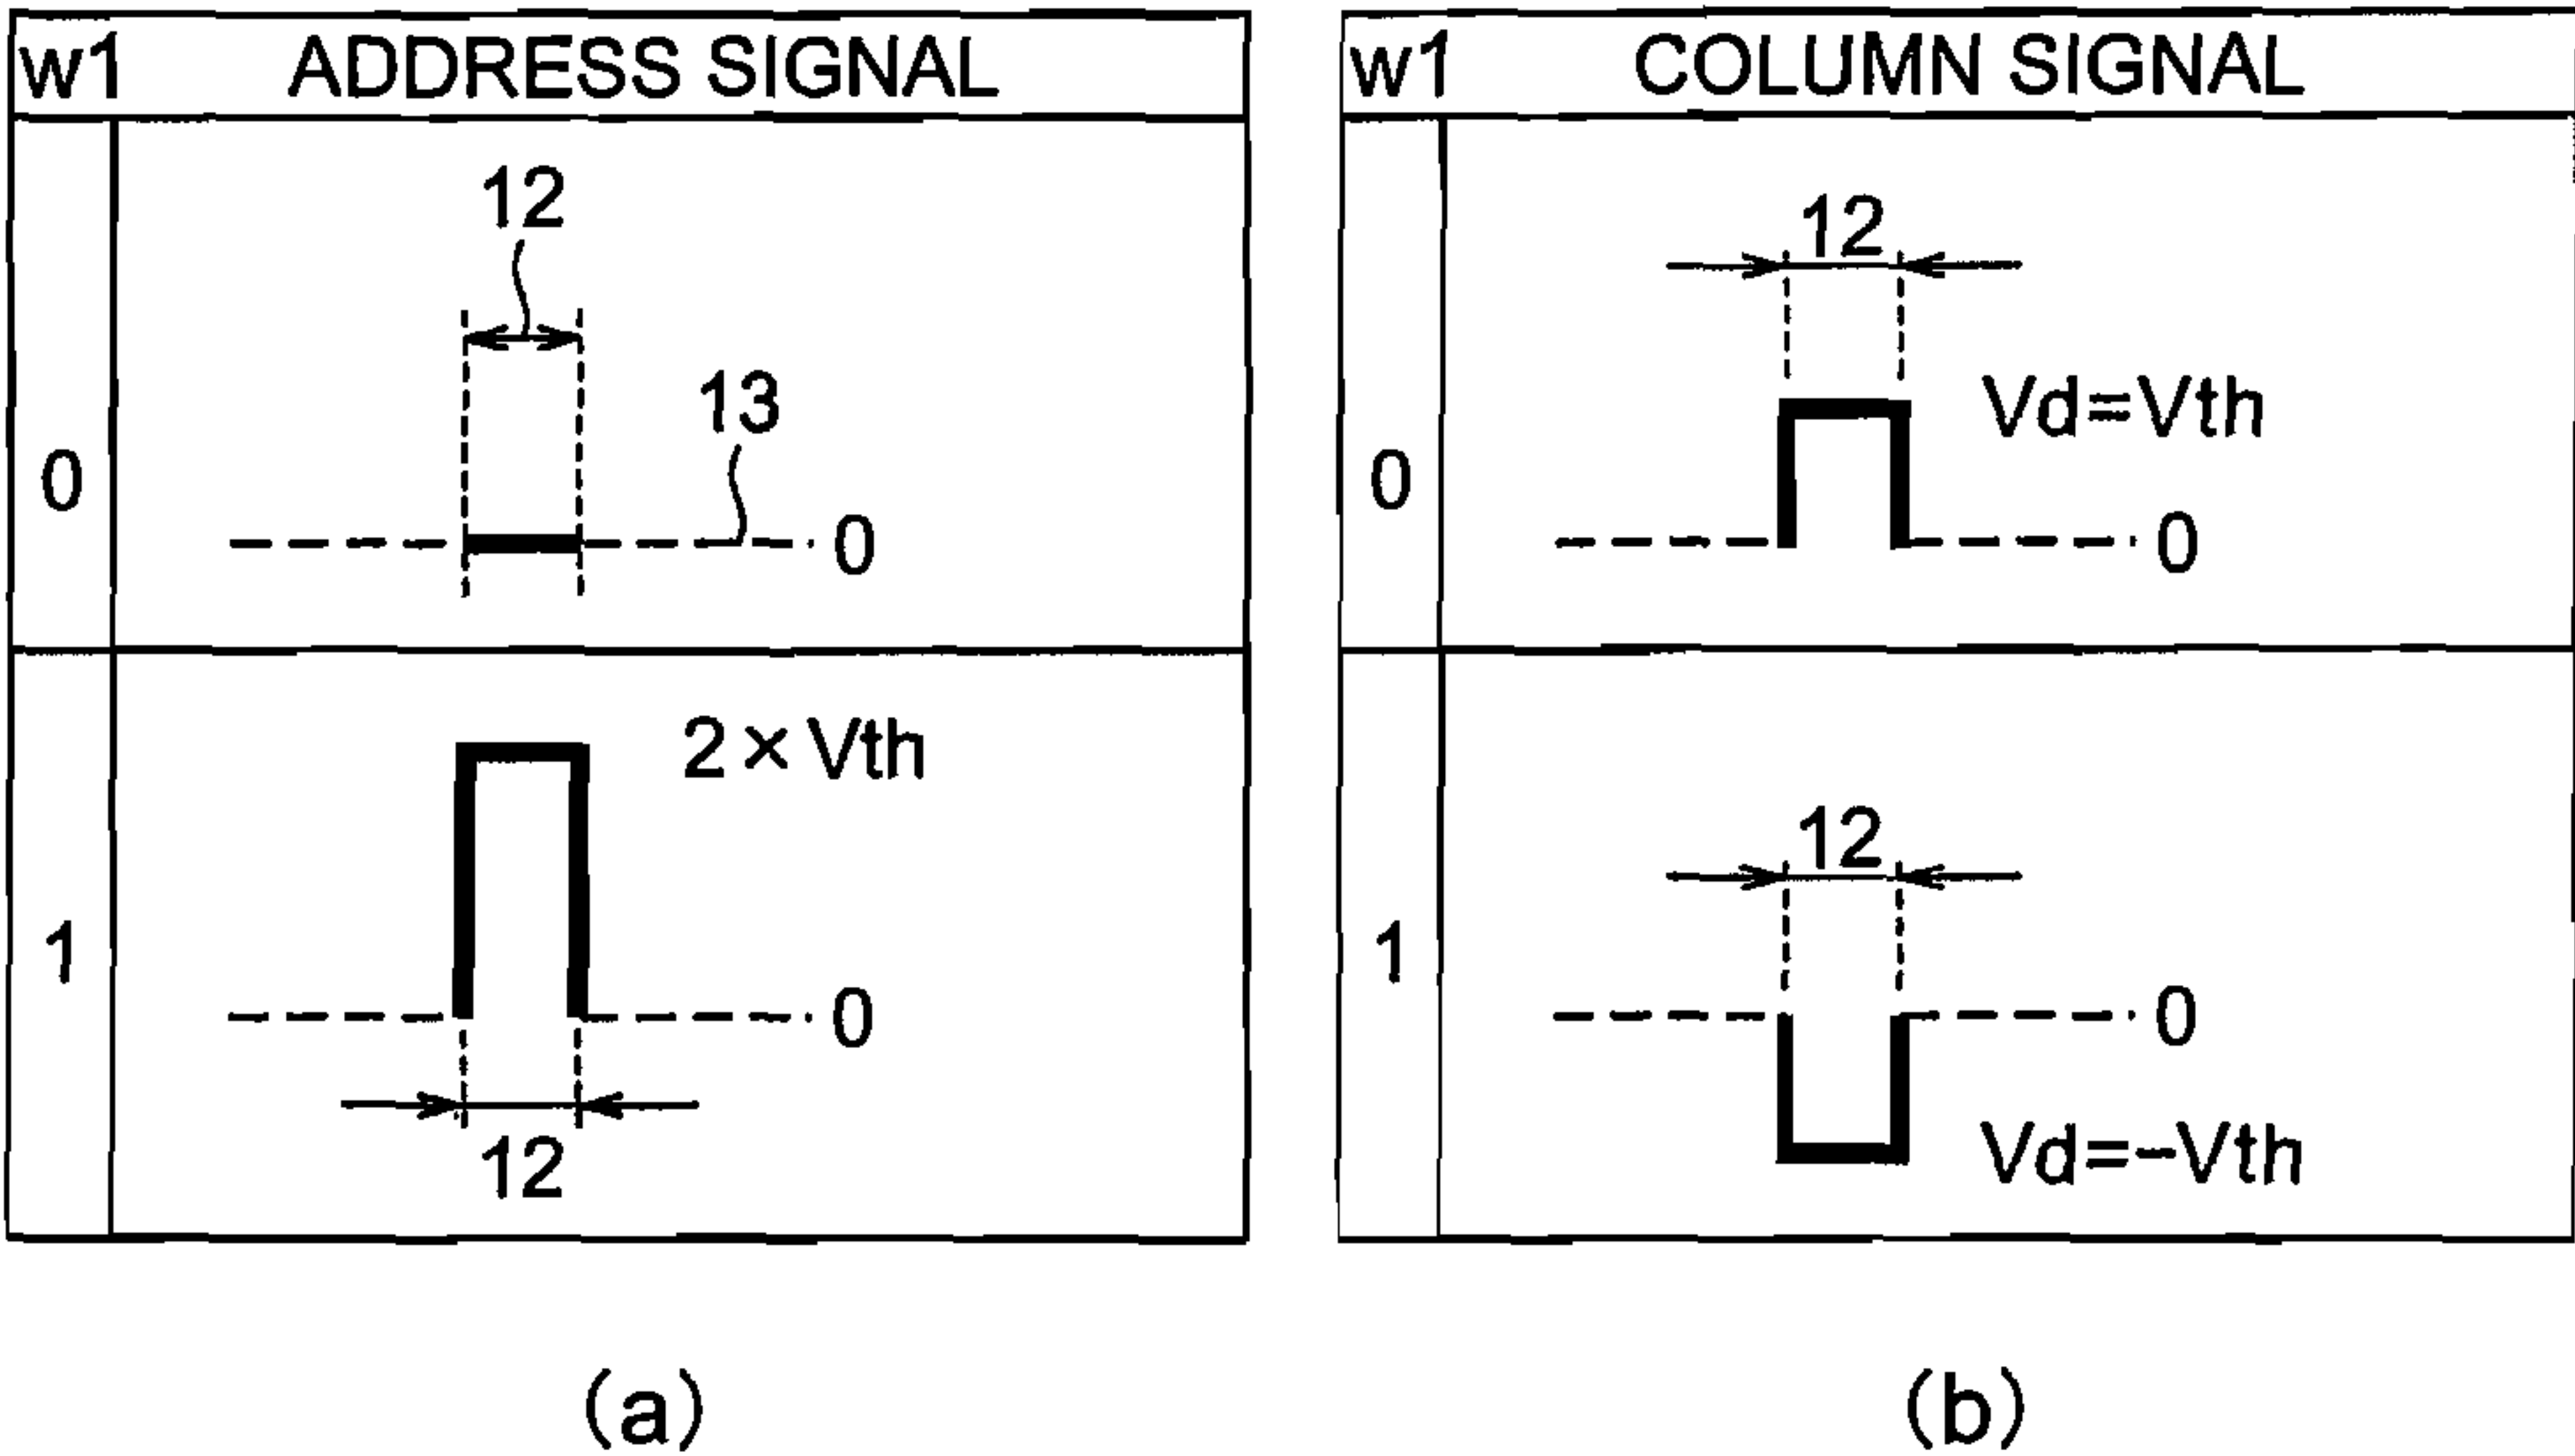 w1 ADDRESS SIGNAL
12
13
0
0
2 × Vth
1
0
12
(a)
w1 COLUMN SIGNAL
12
Vd=Vth
0
0
12
1
0
Vd=-Vth
(b)